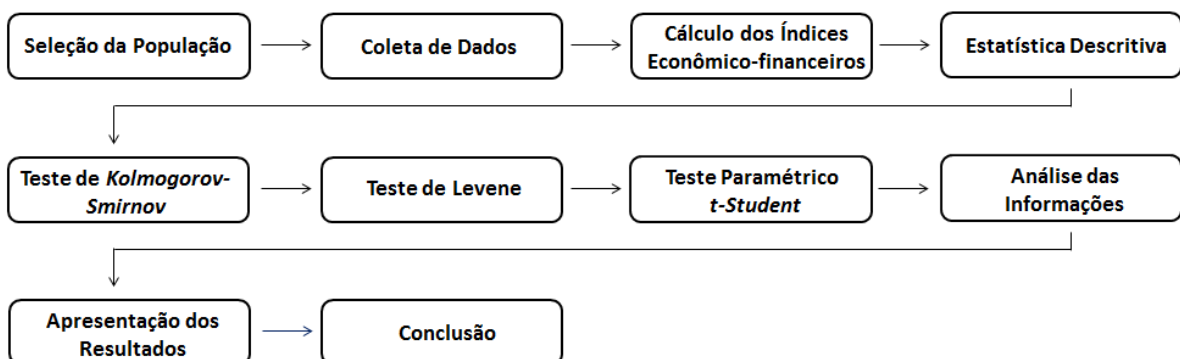 Seleção da População
Coleta de Dados
Cálculo dos Índices
Econômico-financeiros
Estatística Descritiva
Teste de Kolmogorov-
Smirnov
Teste de Levene
Teste Paramétrico
t-Student
Análise das
Informações
Apresentação dos
Resultados
Conclusão